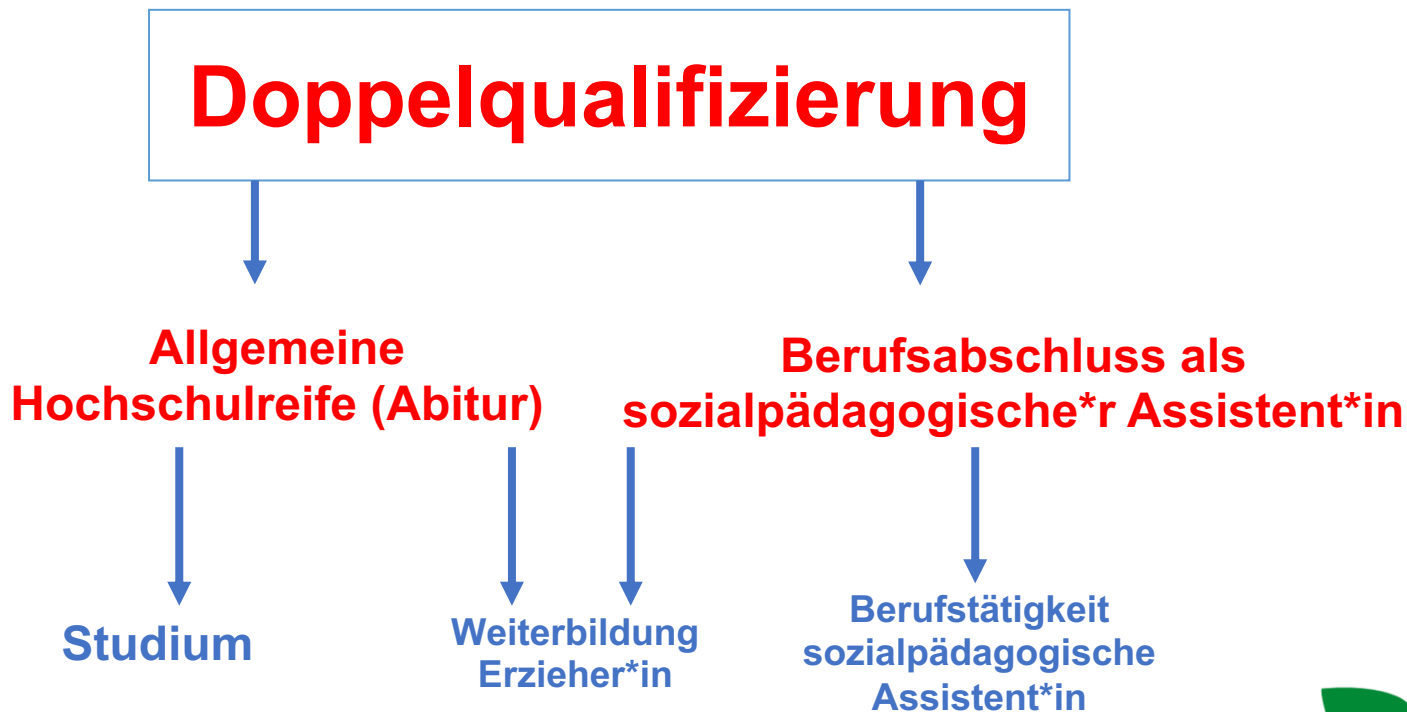 Doppelqualifizierung
Allgemeine
Hochschulreife (Abitur)
Berufsabschluss als
sozialpädagogische*r Assistent*in
Studium
Weiterbildung
Erzieher*in
Berufstätigkeit
sozialpädagogische
Assistent*in